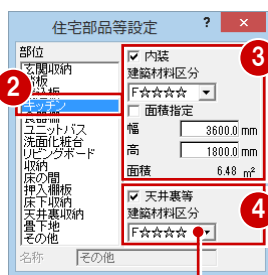 住宅部品等設定 ? ×
部位
玄関収納
キッチン
ユニットバス
洗面化粧台
リビングボード
収納
床の間
押入棚板
床下収納
天井裏収納
畳下地
その他
名称 その他
2
3
内装
建築材料区分
F☆☆☆☆
面積指定
幅 3600.0 mm
高 1800.0 mm
面積 6.48 m²
4
天井裏等
建築材料区分
F☆☆☆☆